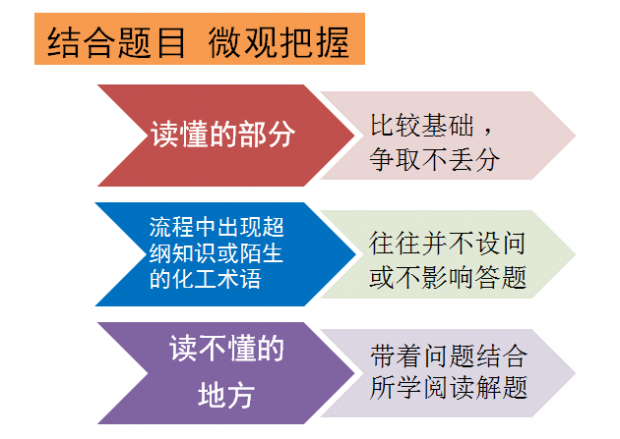 结合题目 微观把握
读懂的部分
比较基础，
争取不丢分
流程中出现超
纲知识或陌生
的化工术语
往往并不设问
或不影响答题
读不懂的
地方
带着问题结合
所学阅读解题